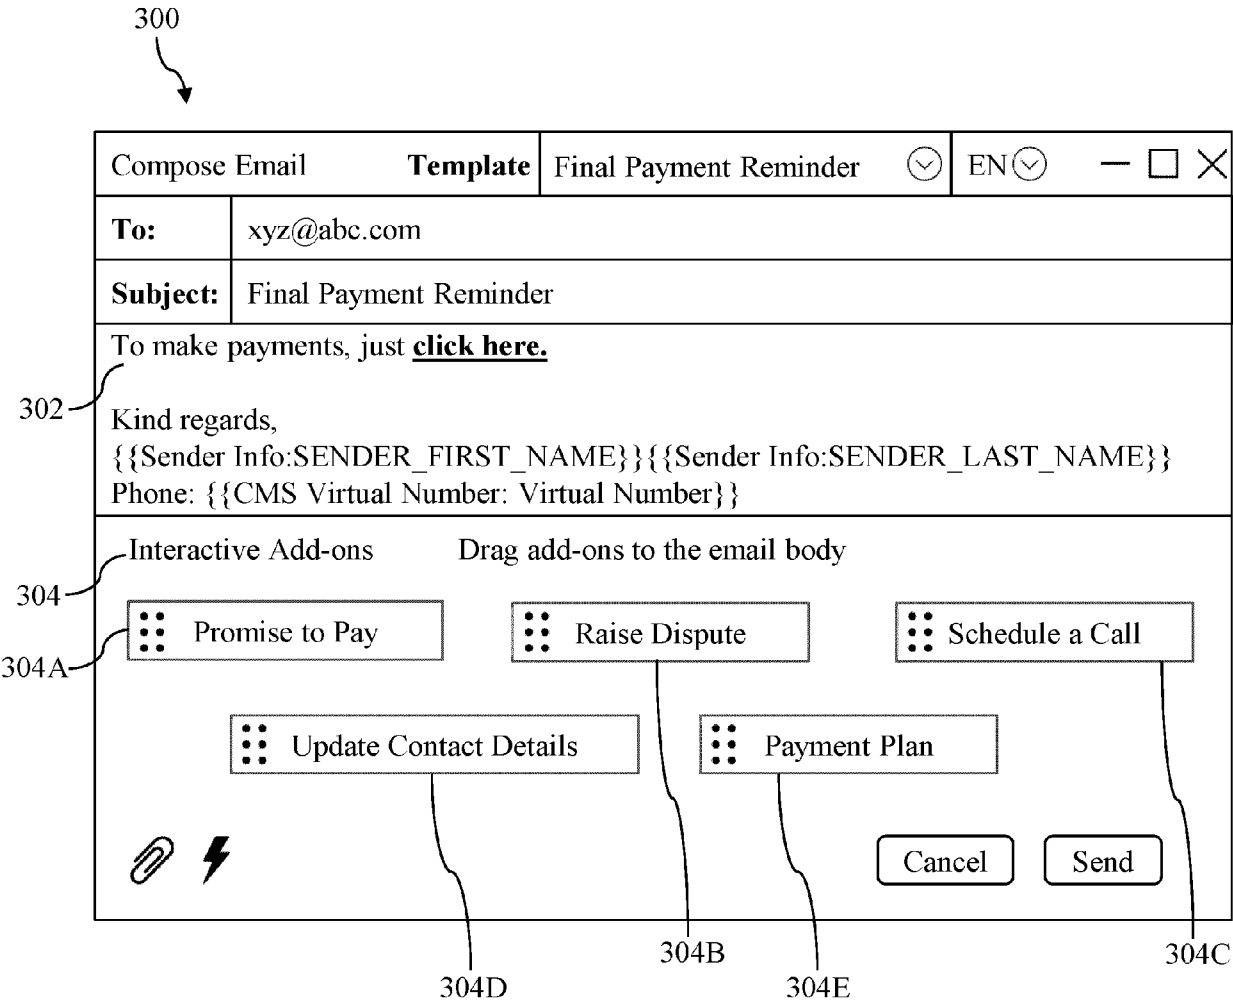 300
Compose Email Template Final Payment Reminder EN
To: xyz@abc.com
Subject: Final Payment Reminder
To make payments, just click here.
302
Kind regards,
{{Sender Info:SENDER_FIRST_NAME}}{{Sender Info:SENDER_LAST_NAME}}
Phone: {{CMS Virtual Number: Virtual Number}}
Interactive Add-ons Drag add-ons to the email body
304
Promise to Pay Raise Dispute Schedule a Call
304A
Update Contact Details Payment Plan
Cancel Send
304B 304C
304D 304E